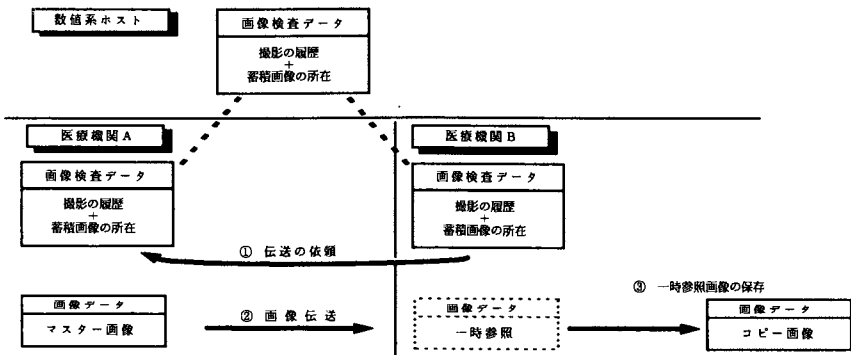 数値系ホスト
画像検査データ
撮影の履歴
+
蓄積画像の所在
医療機関A
医療機関B
画像検査データ
撮影の履歴
+
蓄積画像の所在
画像検査データ
撮影の履歴
+
蓄積画像の所在
① 伝送の依頼
③ 一時参照画像の保存
画像データ
マスター画像
② 画像伝送
画像データ
一時参照
画像データ
コピー画像